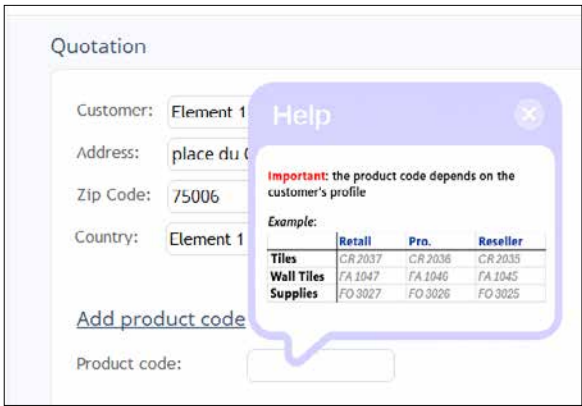 Quotation
Customer: Element 1
Help
Address: place du
Zip Code: 75006
Country: Element 1
Important: the product code depends on the
customer's profile
Example:
Retail Pro. Reseller
Tiles CR 2037 CR 2036 CR 2035
Wall Tiles FA 1047 FA 1046 FA 1045
Supplies FO 3027 FO 3026 FO 3025
Add product code
Product code: